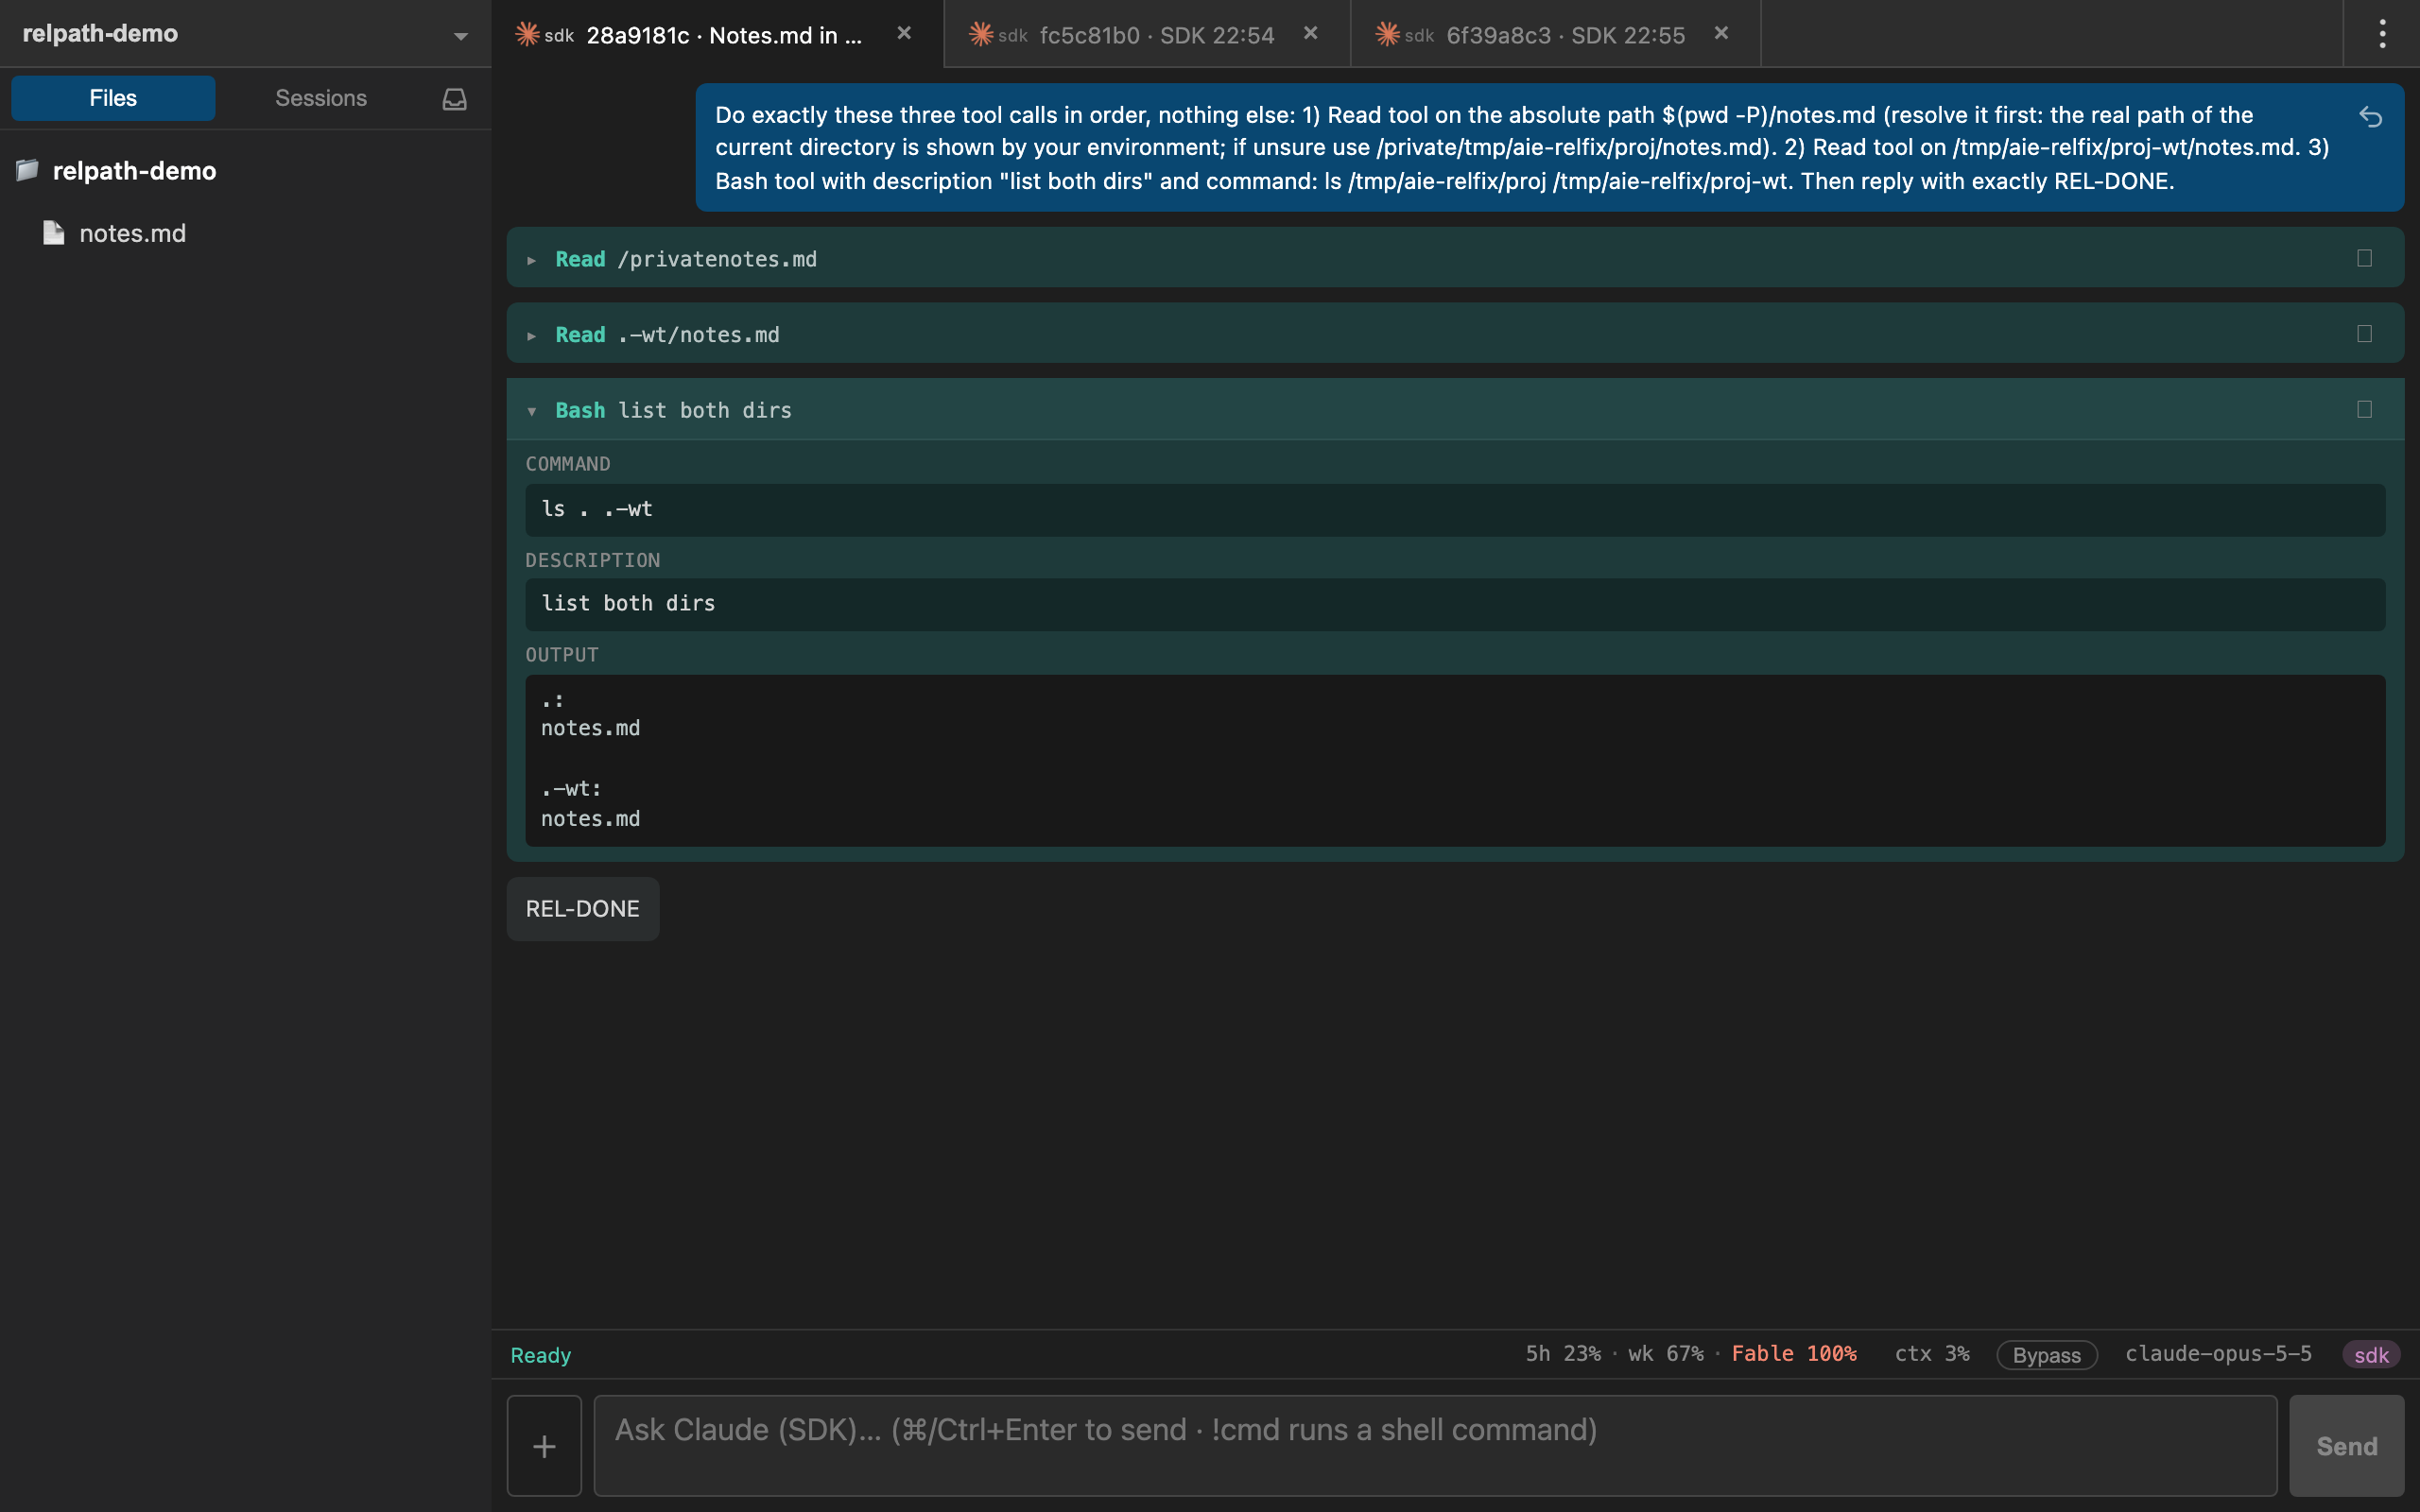 relpath-demo
Files
Sessions
relpath-demo
notes.md
sdk 28a9181c · Notes.md in ... ×
sdk fc5c81b0 · SDK 22:54 ×
sdk 6f39a8c3 · SDK 22:55 ×
Do exactly these three tool calls in order, nothing else: 1) Read tool on the absolute path $(pwd -P)/notes.md (resolve it first: the real path of the
current directory is shown by your environment; if unsure use /private/tmp/aie-relfix/proj/notes.md). 2) Read tool on /tmp/aie-relfix/proj-wt/notes.md. 3)
Bash tool with description "list both dirs" and command: ls /tmp/aie-relfix/proj /tmp/aie-relfix/proj-wt. Then reply with exactly REL-DONE.
Read /privatenotes.md
Read .-wt/notes.md
Bash list both dirs
COMMAND
ls . .-wt
DESCRIPTION
list both dirs
OUTPUT
.:
notes.md
.-wt:
notes.md
REL-DONE
Ready
5h 23% · wk 67% · Fable 100%
ctx 3%
Bypass
claude-opus-5-5
sdk
+
Ask Claude (SDK)... (⌘/Ctrl+Enter to send · !cmd runs a shell command)
Send